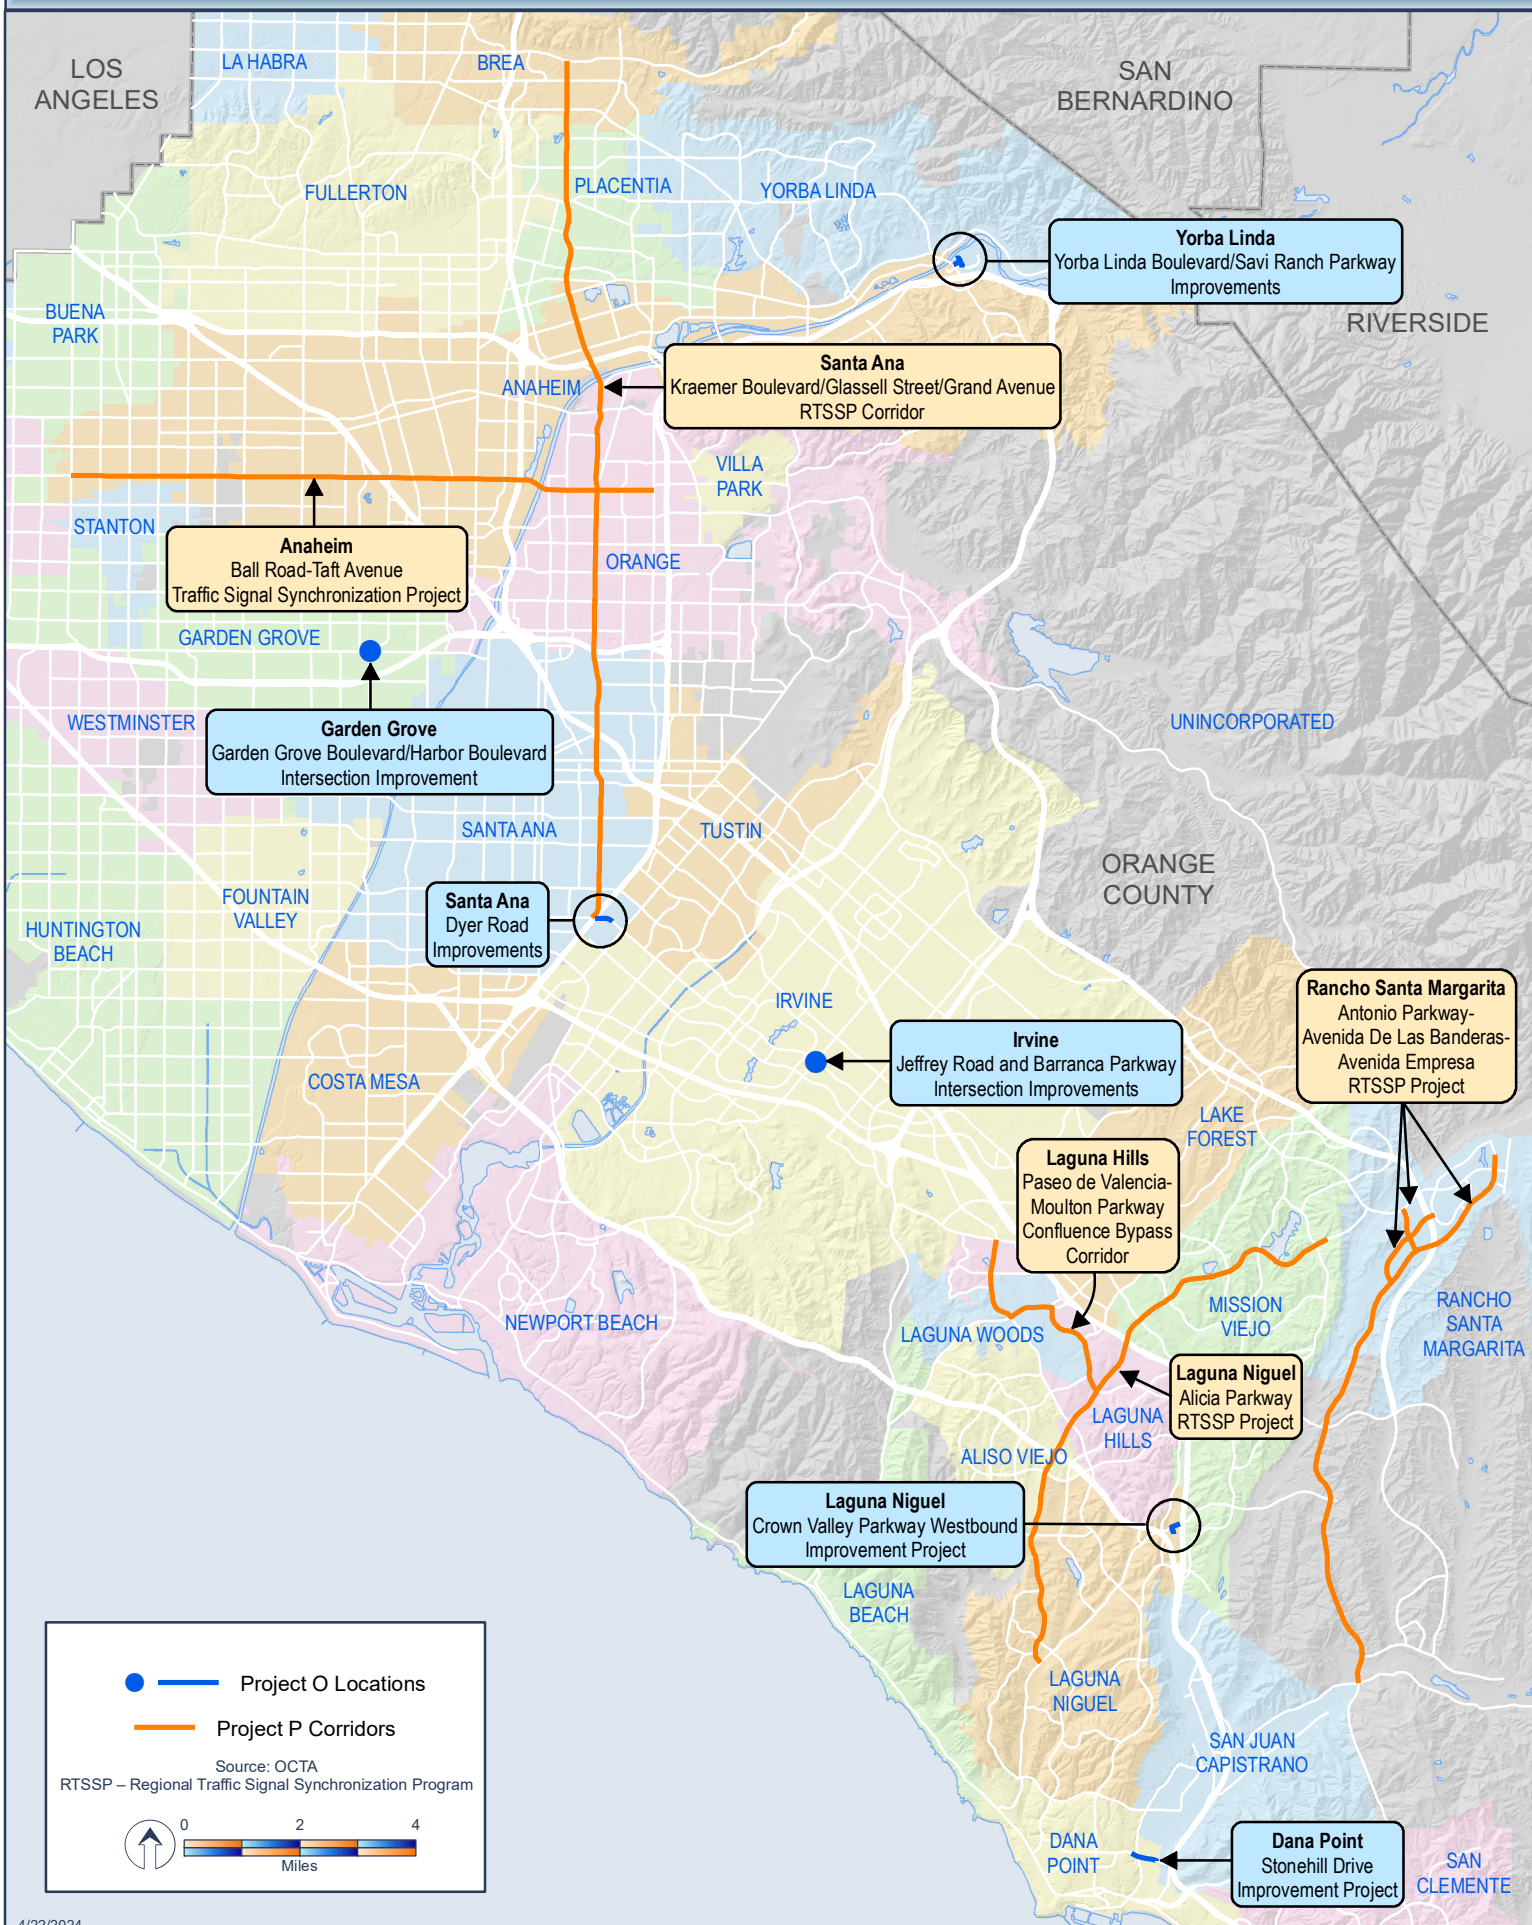 LOS
ANGELES
LA HABRA
BREA
SAN
BERNARDINO
FULLERTON
PLACENTIA
YORBA LINDA
Yorba Linda
Yorba Linda Boulevard/Savi Ranch Parkway
Improvements
BUENA
PARK
RIVERSIDE
ANAHEIM
Santa Ana
Kraemer Boulevard/Glassell Street/Grand Avenue
RTSSP Corridor
VILLA
PARK
STANTON
Anaheim
Ball Road-Taft Avenue
Traffic Signal Synchronization Project
ORANGE
GARDEN GROVE
WESTMINSTER
Garden Grove
Garden Grove Boulevard/Harbor Boulevard
Intersection Improvement
UNINCORPORATED
SANTA ANA
TUSTIN
ORANGE
COUNTY
FOUNTAIN
VALLEY
Santa Ana
Dyer Road
Improvements
HUNTINGTON
BEACH
IRVINE
Rancho Santa Margarita
Antonio Parkway-
Avenida De Las Banderas-
Avenida Empresa
RTSSP Project
Irvine
Jeffrey Road and Barranca Parkway
Intersection Improvements
COSTA MESA
LAKE
FOREST
Laguna Hills
Paseo de Valencia-
Moulton Parkway
Confluence Bypass
Corridor
NEWPORT BEACH
LAGUNA WOODS
MISSION
VIEJO
RANCHO
SANTA
MARGARITA
Laguna Niguel
Alicia Parkway
RTSSP Project
LAGUNA
HILLS
ALISO VIEJO
Laguna Niguel
Crown Valley Parkway Westbound
Improvement Project
LAGUNA
BEACH
LAGUNA
NIGUEL
SAN JUAN
CAPISTRANO
DANA
POINT
Dana Point
Stonehill Drive
Improvement Project
SAN
CLEMENTE
Project O Locations
Project P Corridors
Source: OCTA
RTSSP – Regional Traffic Signal Synchronization Program
0 2 4
Miles
4/22/2024